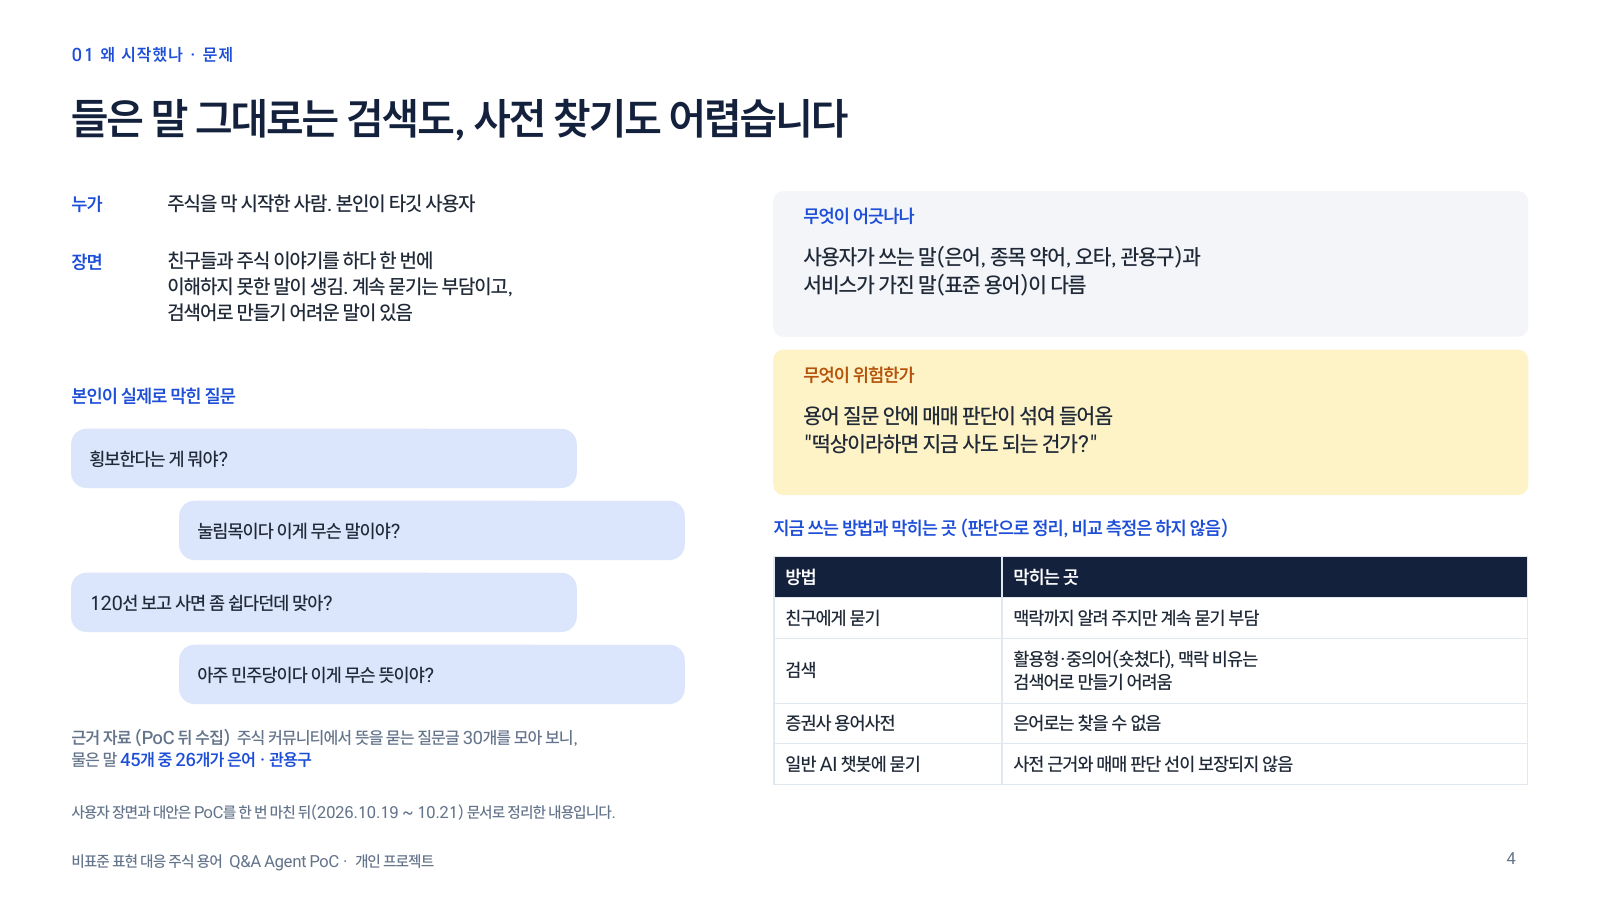 01 왜 시작했나 · 문제
들은 말 그대로는 검색도, 사전 찾기도 어렵습니다
누가
주식을 막 시작한 사람. 본인이 타깃 사용자
장면
친구들과 주식 이야기를 하다 한 번에
이해하지 못한 말이 생김. 계속 묻기는 부담이고,
검색어로 만들기 어려운 말이 있음
본인이 실제로 막힌 질문
횡보한다는 게 뭐야?
눌림목이다 이게 무슨 말이야?
120선 보고 사면 좀 쉽다던데 맞아?
아주 민주당이다 이게 무슨 뜻이야?
근거 자료 (PoC 뒤 수집) 주식 커뮤니티에서 뜻을 묻는 질문글 30개를 모아 보니,
물은 말 45개 중 26개가 은어 · 관용구
사용자 장면과 대안은 PoC를 한 번 마친 뒤(2026.10.19 ~ 10.21) 문서로 정리한 내용입니다.
무엇이 어긋나나
사용자가 쓰는 말(은어, 종목 약어, 오타, 관용구)과
서비스가 가진 말(표준 용어)이 다름
무엇이 위험한가
용어 질문 안에 매매 판단이 섞여 들어옴
"떡상이라하면 지금 사도 되는 건가?"
지금 쓰는 방법과 막히는 곳 (판단으로 정리, 비교 측정은 하지 않음)
방법 막히는 곳
친구에게 묻기 맥락까지 알려 주지만 계속 묻기 부담
검색 활용형·중의어(숏쳤다), 맥락 비유는
검색어로 만들기 어려움
증권사 용어사전 은어로는 찾을 수 없음
일반 AI 챗봇에 묻기 사전 근거와 매매 판단 선이 보장되지 않음
비표준 표현 대응 주식 용어 Q&A Agent PoC · 개인 프로젝트
4